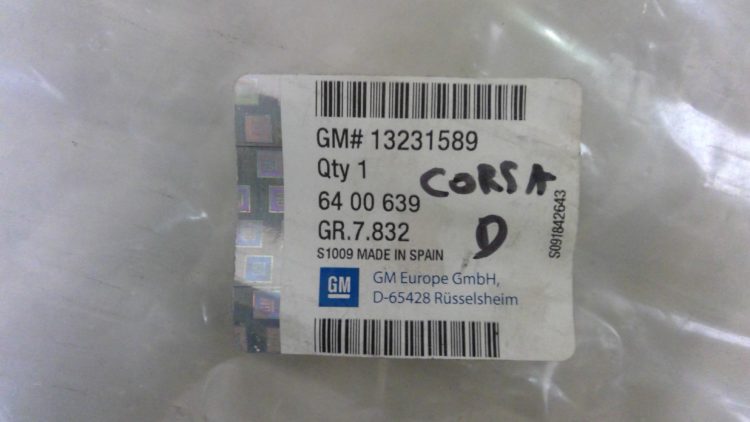 GM# 13231589
Qty 1
CORSA
64 00 639
GR.7.832
D
S1009 MADE IN SPAIN
GM
GM Europe GmbH,
D-65428 Rüsselsheim
S091842643